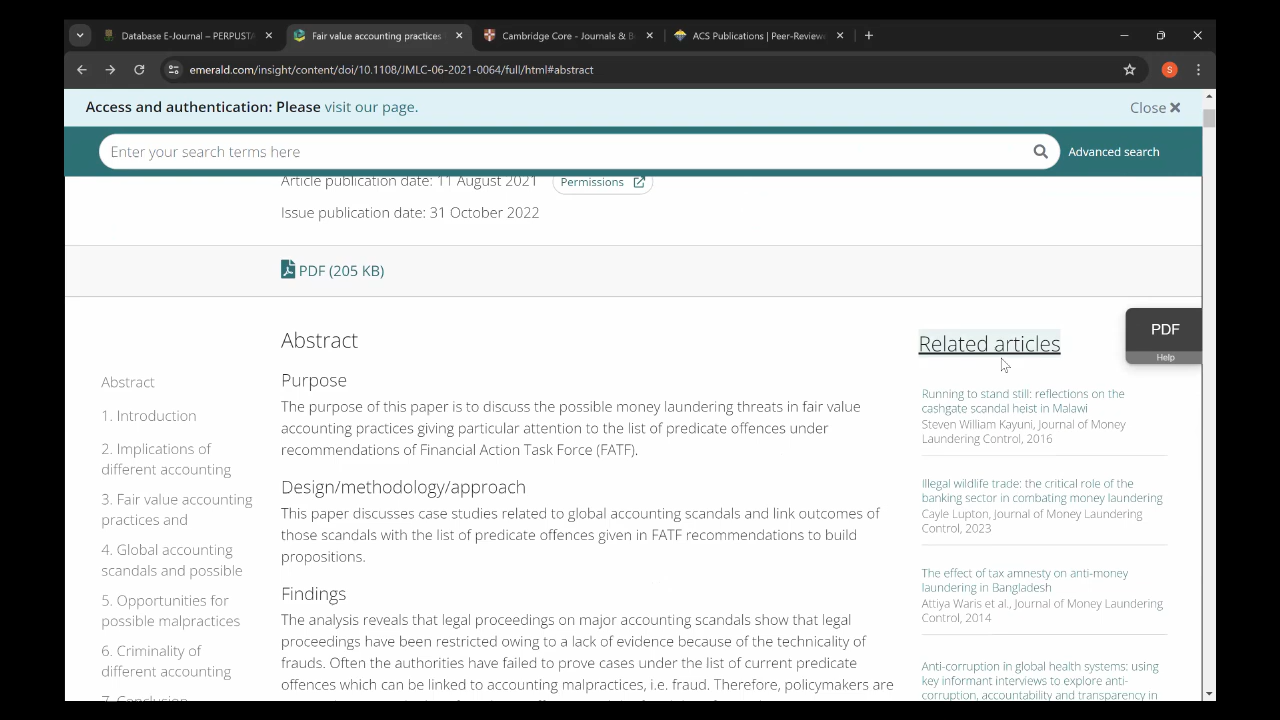 Database E-Journal – PERPUST
Fair value accounting practices
Cambridge Core - Journals & B
ACS Publications | Peer-Review
emerald.com/insight/content/doi/10.1108/JMLC-06-2021-0064/full/html#abstract
S
Access and authentication: Please visit our page.
Close
Enter your search terms here
Advanced search
Article publication date: 11 August 2021
Permissions
Issue publication date: 31 October 2022
PDF (205 KB)
PDF
Help
Abstract
1. Introduction
2. Implications of
different accounting
3. Fair value accounting
practices and
4. Global accounting
scandals and possible
5. Opportunities for
possible malpractices
6. Criminality of
different accounting
7. Conclusion
Abstract
Purpose
The purpose of this paper is to discuss the possible money laundering threats in fair value
accounting practices giving particular attention to the list of predicate offences under
recommendations of Financial Action Task Force (FATF).
Design/methodology/approach
This paper discusses case studies related to global accounting scandals and link outcomes of
those scandals with the list of predicate offences given in FATF recommendations to build
propositions.
Findings
The analysis reveals that legal proceedings on major accounting scandals show that legal
proceedings have been restricted owing to a lack of evidence because of the technicality of
frauds. Often the authorities have failed to prove cases under the list of current predicate
offences which can be linked to accounting malpractices, i.e. fraud. Therefore, policymakers are
Related articles
Running to stand still: reflections on the
cashgate scandal heist in Malawi
Steven William Kayuni, Journal of Money
Laundering Control, 2016
Illegal wildlife trade: the critical role of the
banking sector in combating money laundering
Cayle Lupton, Journal of Money Laundering
Control, 2023
The effect of tax amnesty on anti-money
laundering in Bangladesh
Attiya Waris et al., Journal of Money Laundering
Control, 2014
Anti-corruption in global health systems: using
key informant interviews to explore anti-
corruption, accountability and transparency in